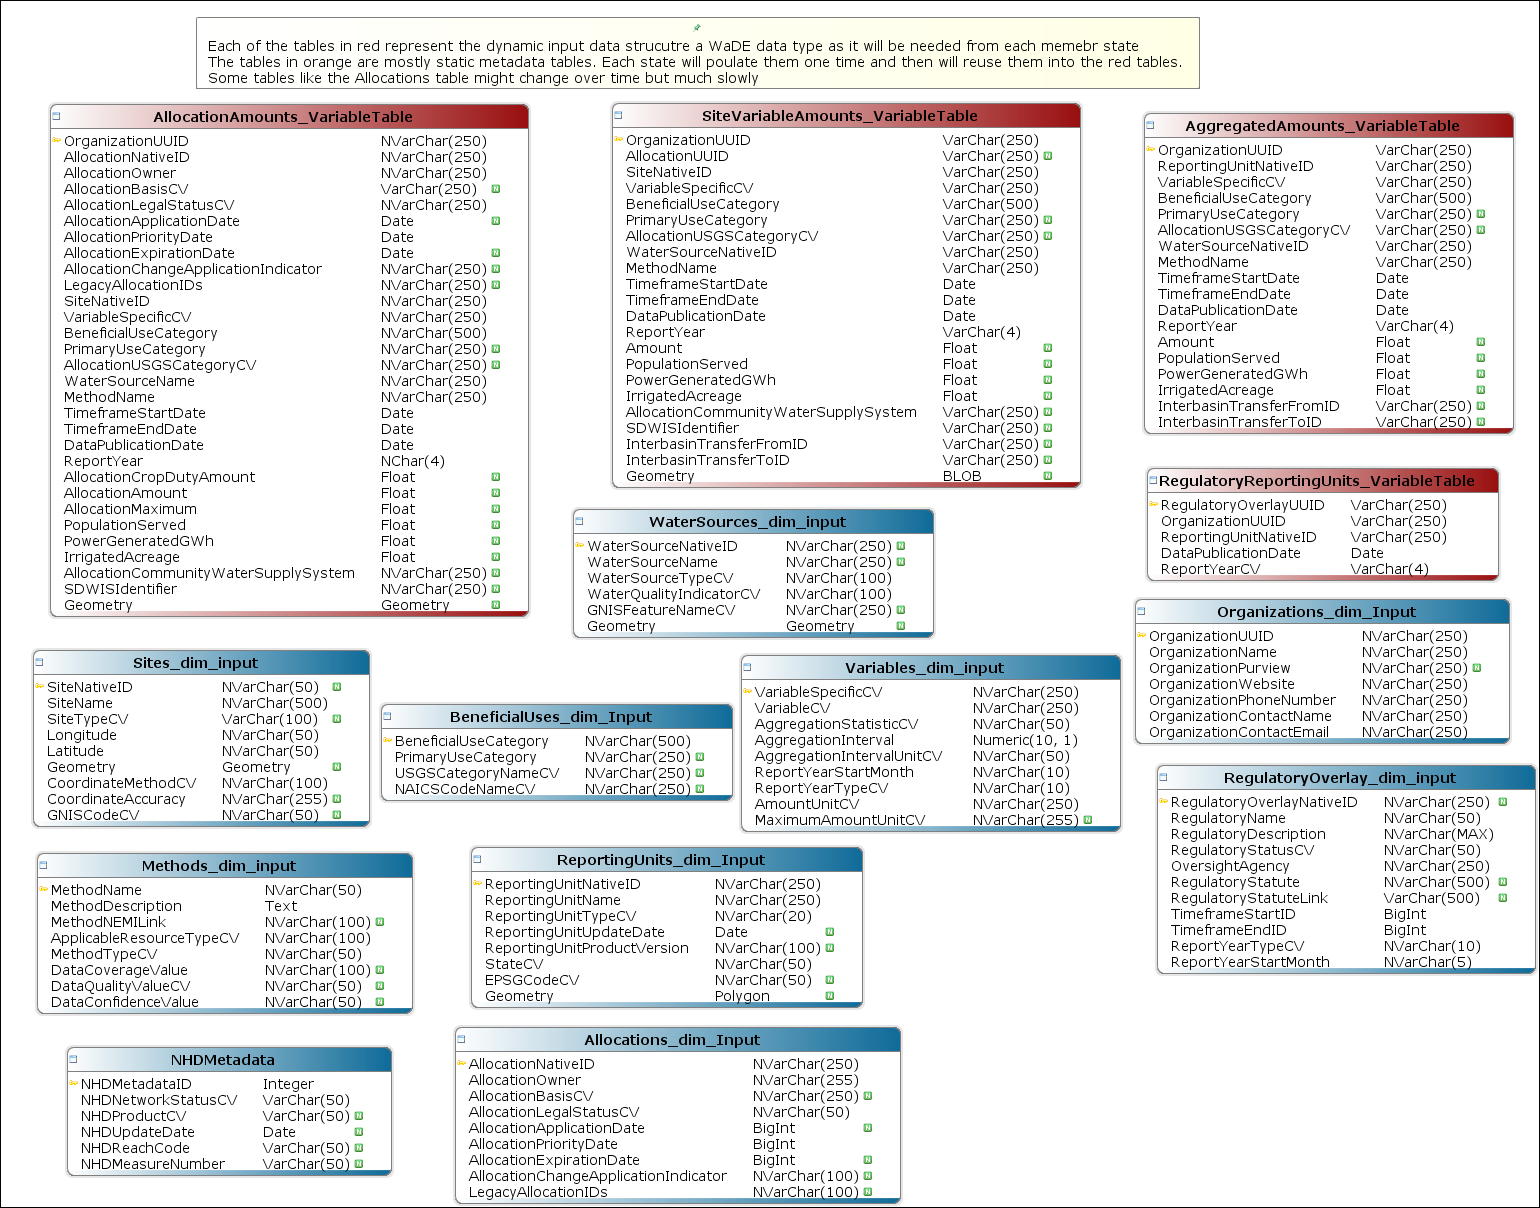 Each of the tables in red represent the dynamic input data strucutre a WaDE data type as it will be needed from each memebr state
The tables in orange are mostly static metadata tables. Each state will poulate them one time and then will reuse them into the red tables.
Some tables like the Allocations table might change over time but much slowly
AllocationAmounts_VariableTable
OrganizationUUID NVarChar(250)
AllocationNativeID NVarChar(250)
AllocationOwner NVarChar(250)
AllocationBasisCV VarChar(250) N
AllocationLegalStatusCV NVarChar(250)
AllocationApplicationDate Date N
AllocationPriorityDate Date
AllocationExpirationDate Date N
AllocationChangeApplicationIndicator NVarChar(250) N
LegacyAllocationIDs NVarChar(250) N
SiteNativeID NVarChar(250)
VariableSpecificCV NVarChar(250)
BeneficialUseCategory NVarChar(500)
PrimaryUseCategory NVarChar(250) N
AllocationUSGSCategoryCV NVarChar(250) N
WaterSourceName NVarChar(250)
MethodName NVarChar(250)
TimeframeStartDate Date
TimeframeEndDate Date
DataPublicationDate Date
ReportYear NChar(4)
AllocationCropDutyAmount Float N
AllocationAmount Float N
AllocationMaximum Float N
PopulationServed Float N
PowerGeneratedGWh Float N
IrrigatedAcreage Float N
AllocationCommunityWaterSupplySystem NVarChar(250) N
SDWISIdentifier NVarChar(250) N
Geometry Geometry N
SiteVariableAmounts_VariableTable
OrganizationUUID VarChar(250)
AllocationUUID VarChar(250) N
SiteNativeID VarChar(250)
VariableSpecificCV VarChar(250)
BeneficialUseCategory VarChar(500)
PrimaryUseCategory VarChar(250) N
AllocationUSGSCategoryCV VarChar(250) N
WaterSourceNativeID VarChar(250)
MethodName VarChar(250)
TimeframeStartDate Date
TimeframeEndDate Date
DataPublicationDate Date
ReportYear VarChar(4)
Amount Float N
PopulationServed Float N
PowerGeneratedGWh Float N
IrrigatedAcreage Float N
AllocationCommunityWaterSupplySystem VarChar(250) N
SDWISIdentifier VarChar(250) N
InterbasinTransferFromID VarChar(250) N
InterbasinTransferToID VarChar(250) N
Geometry BLOB N
AggregatedAmounts_VariableTable
OrganizationUUID VarChar(250)
ReportingUnitNativeID VarChar(250)
VariableSpecificCV VarChar(250)
BeneficialUseCategory VarChar(500)
PrimaryUseCategory VarChar(250) N
AllocationUSGSCategoryCV VarChar(250) N
WaterSourceNativeID VarChar(250)
MethodName VarChar(250)
TimeframeStartDate Date
TimeframeEndDate Date
DataPublicationDate Date
ReportYear VarChar(4)
Amount Float N
PopulationServed Float N
PowerGeneratedGWh Float N
IrrigatedAcreage Float N
InterbasinTransferFromID VarChar(250) N
InterbasinTransferToID VarChar(250) N
RegulatoryReportingUnits_VariableTable
RegulatoryOverlayUUID VarChar(250)
OrganizationUUID VarChar(250)
ReportingUnitNativeID VarChar(250)
DataPublicationDate Date
ReportYearCV VarChar(4)
WaterSources_dim_input
WaterSourceNativeID NVarChar(250) N
WaterSourceName NVarChar(250) N
WaterSourceTypeCV NVarChar(100)
WaterQualityIndicatorCV NVarChar(100)
GNISFeatureNameCV NVarChar(250) N
Geometry Geometry N
Organizations_dim_Input
OrganizationUUID NVarChar(250)
OrganizationName NVarChar(250)
OrganizationPurview NVarChar(250) N
OrganizationWebsite NVarChar(250)
OrganizationPhoneNumber NVarChar(250)
OrganizationContactName NVarChar(250)
OrganizationContactEmail NVarChar(250)
Sites_dim_input
SiteNativeID NVarChar(50) N
SiteName NVarChar(500)
SiteTypeCV VarChar(100) N
Longitude NVarChar(50)
Latitude NVarChar(50)
Geometry Geometry N
CoordinateMethodCV NVarChar(100)
CoordinateAccuracy NVarChar(255) N
GNISCodeCV NVarChar(50) N
BeneficialUses_dim_Input
BeneficialUseCategory NVarChar(500)
PrimaryUseCategory NVarChar(250) N
USGSCategoryNameCV NVarChar(250) N
NAICSCodeNameCV NVarChar(250) N
Variables_dim_input
VariableSpecificCV NVarChar(250)
VariableCV NVarChar(250)
AggregationStatisticCV NVarChar(50)
AggregationInterval Numeric(10, 1)
AggregationIntervalUnitCV NVarChar(50)
ReportYearStartMonth NVarChar(10)
ReportYearTypeCV NVarChar(10)
AmountUnitCV NVarChar(250)
MaximumAmountUnitCV NVarChar(255) N
RegulatoryOverlay_dim_input
RegulatoryOverlayNativeID NVarChar(250) N
RegulatoryName NVarChar(50)
RegulatoryDescription NVarChar(MAX)
RegulatoryStatusCV NVarChar(50)
OversightAgency NVarChar(250)
RegulatoryStatute NVarChar(500) N
RegulatoryStatuteLink VarChar(500) N
TimeframeStartID BigInt
TimeframeEndID BigInt
ReportYearTypeCV NVarChar(10)
ReportYearStartMonth NVarChar(5)
Methods_dim_input
MethodName NVarChar(50)
MethodDescription Text
MethodNEMILink NVarChar(100) N
ApplicableResourceTypeCV NVarChar(100)
MethodTypeCV NVarChar(50)
DataCoverageValue NVarChar(100) N
DataQualityValueCV NVarChar(50) N
DataConfidenceValue NVarChar(50) N
ReportingUnits_dim_Input
ReportingUnitNativeID NVarChar(250)
ReportingUnitName NVarChar(250)
ReportingUnitTypeCV NVarChar(20)
ReportingUnitUpdateDate Date N
ReportingUnitProductVersion NVarChar(100) N
StateCV NVarChar(50)
EPSGCodeCV NVarChar(50) N
Geometry Polygon N
NHDMetadata
NHDMetadataID Integer
NHDNetworkStatusCV VarChar(50)
NHDProductCV VarChar(50) N
NHDUpdateDate Date N
NHDReachCode VarChar(50) N
NHDMeasureNumber VarChar(50) N
Allocations_dim_Input
AllocationNativeID NVarChar(250)
AllocationOwner NVarChar(255)
AllocationBasisCV NVarChar(250) N
AllocationLegalStatusCV NVarChar(50)
AllocationApplicationDate BigInt N
AllocationPriorityDate BigInt
AllocationExpirationDate BigInt N
AllocationChangeApplicationIndicator NVarChar(100) N
LegacyAllocationIDs NVarChar(100) N